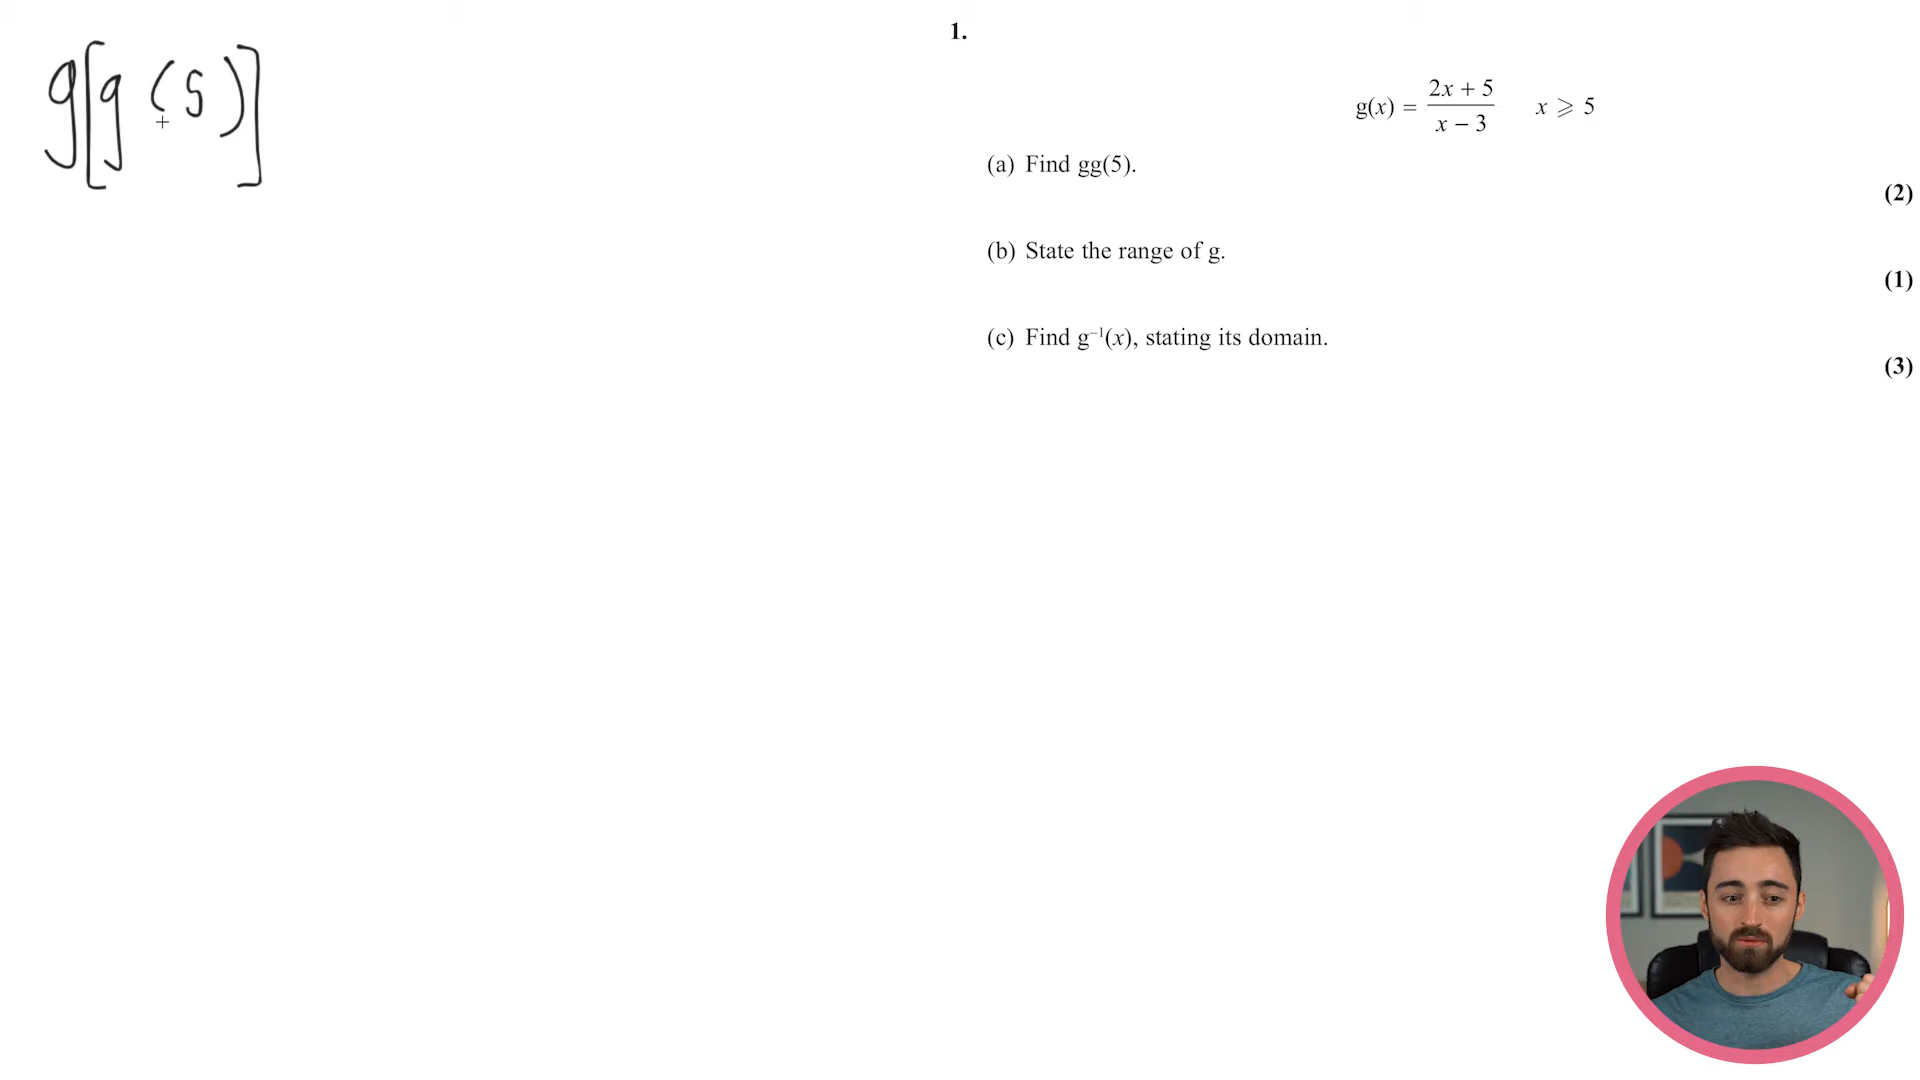 g[g(5)]
1.
g(x) = (2x + 5)/(x − 3)   x ⩾ 5
(a) Find gg(5).
(2)
(b) State the range of g.
(1)
(c) Find g⁻¹(x), stating its domain.
(3)